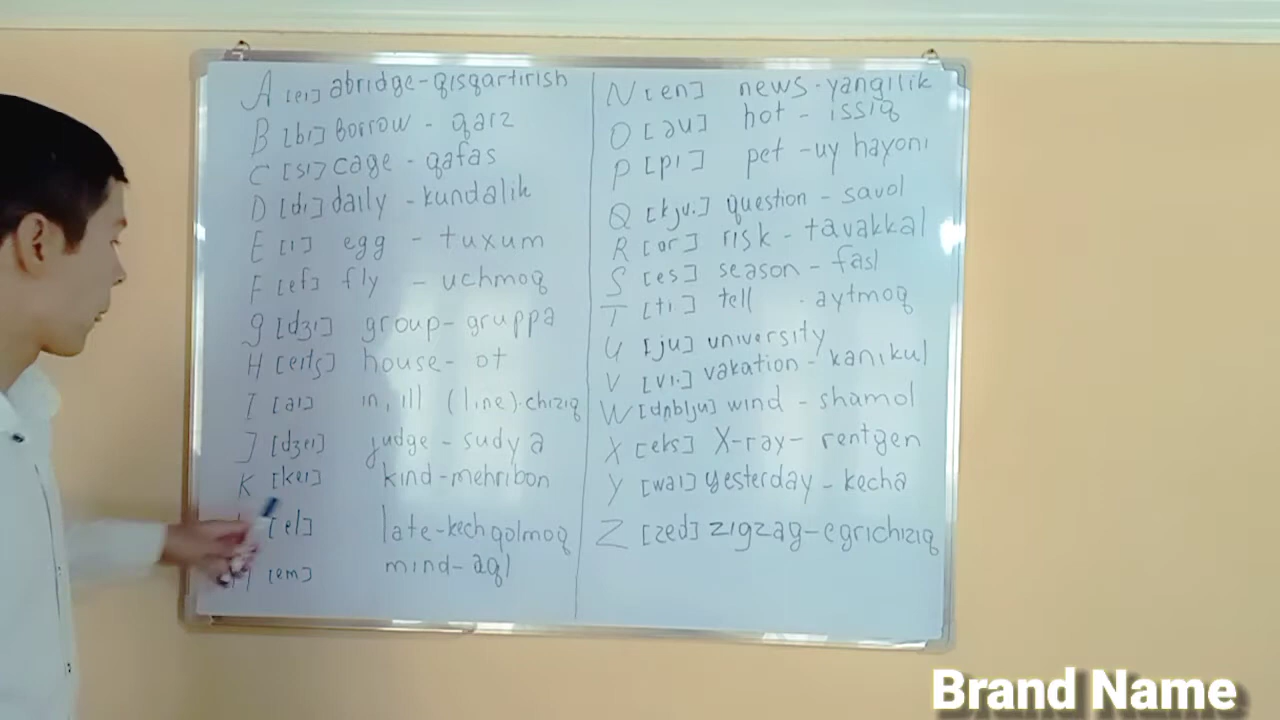 A [ei] abridge - qisqartirish
B [bi] borrow - qarz
C [si] cage - qafas
D [di] daily - kundalik
E [i] egg - tuxum
F [ef] fly - uchmoq
g [dʒi] group - gruppa
H [eitʃ] house - ot
I [ai] in, ill (line) - chiziq
J [dʒei] judge - sudya
K [kei] kind - mehribon
[el] late - kech qolmoq
[em] mind - aql
N [en] news - yangilik
O [əu] hot - issiq
P [pi] pet - uy hayoni
Q [kju:] question - savol
R [ar] risk - tavakkal
S [es] season - fasl
T [ti] tell - aytmoq
U [ju] university
V [vi:] vakation - kanikul
W [dʌblju] wind - shamol
X [eks] X-ray - rentgen
Y [wai] yesterday - kecha
Z [zed] zigzag - egri chiziq
Brand Name